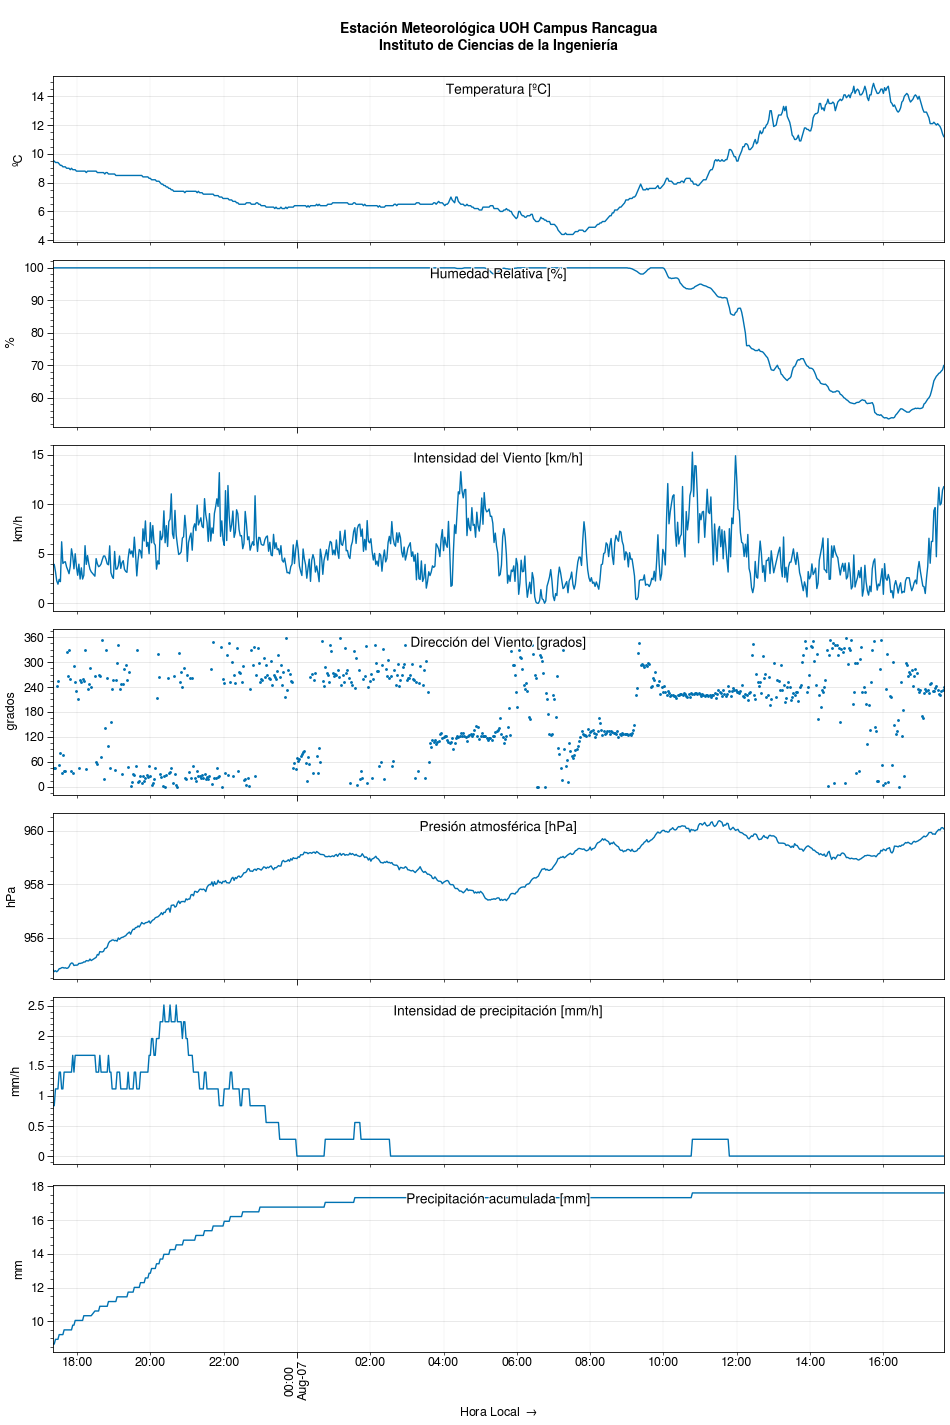 Estación Meteorológica UOH Campus Rancagua
Instituto de Ciencias de la Ingeniería
Temperatura [ºC]
14
12
10
8
6
4
ºC
Humedad Relativa [%]
100
90
80
70
60
%
Intensidad del Viento [km/h]
15
10
5
0
km/h
Dirección del Viento [grados]
360
300
240
180
120
60
0
grados
Presión atmosférica [hPa]
960
958
956
hPa
Intensidad de precipitación [mm/h]
2.5
2
1.5
1
0.5
0
mm/h
Precipitación acumulada [mm]
18
16
14
12
10
mm
18:00 20:00 22:00 00:00 02:00 04:00 06:00 08:00 10:00 12:00 14:00 16:00
Aug-07
Hora Local →